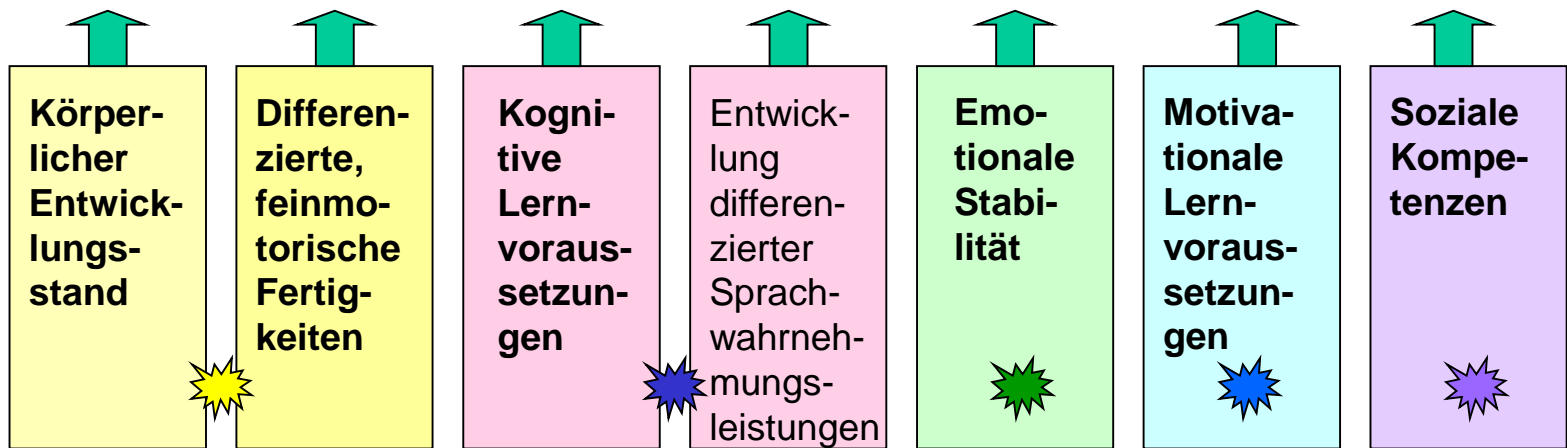 Körper-
licher
Entwick-
lungs-
stand
Differen-
zierte,
feinmo-
torische
Fertig-
keiten
Kogni-
tive
Lern-
voraus-
setzun-
gen
Entwick-
lung
differen-
zierter
Sprach-
wahrneh-
mungs-
leistungen
Emo-
tionale
Stabi-
lität
Motiva-
tionale
Lern-
voraus-
setzun-
gen
Soziale
Kompe-
tenzen